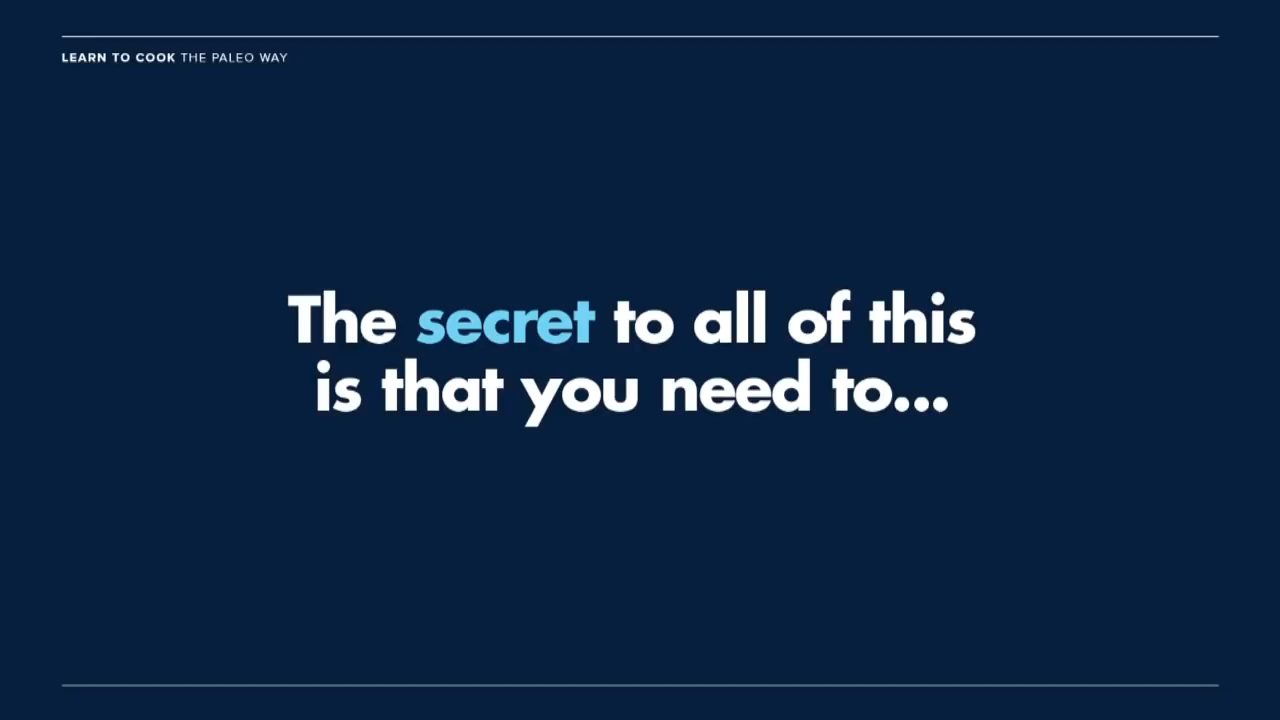 LEARN TO COOK THE PALEO WAY
The secret to all of this
is that you need to...